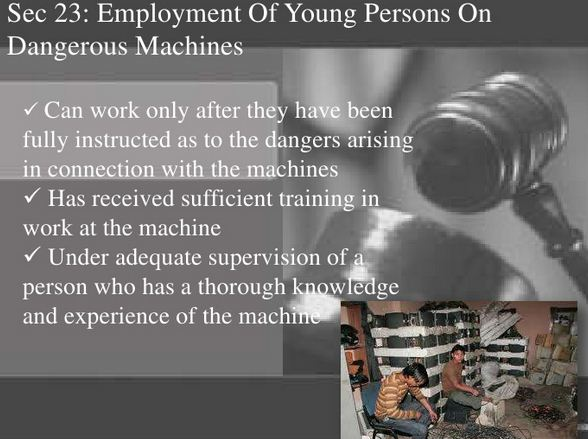 Sec 23: Employment Of Young Persons On
Dangerous Machines
✓ Can work only after they have been
fully instructed as to the dangers arising
in connection with the machines
✓ Has received sufficient training in
work at the machine
✓ Under adequate supervision of a
person who has a thorough knowledge
and experience of the machine